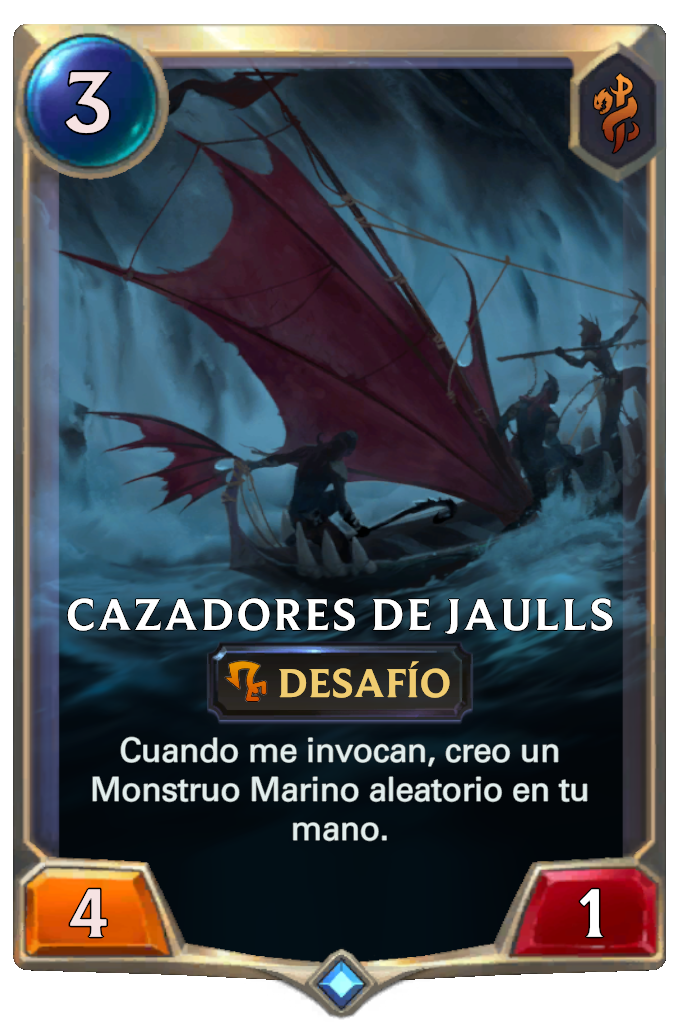 3
CAZADORES DE JAULLS
DESAFÍO
Cuando me invocan, creo un
Monstruo Marino aleatorio en tu
mano.
4
1